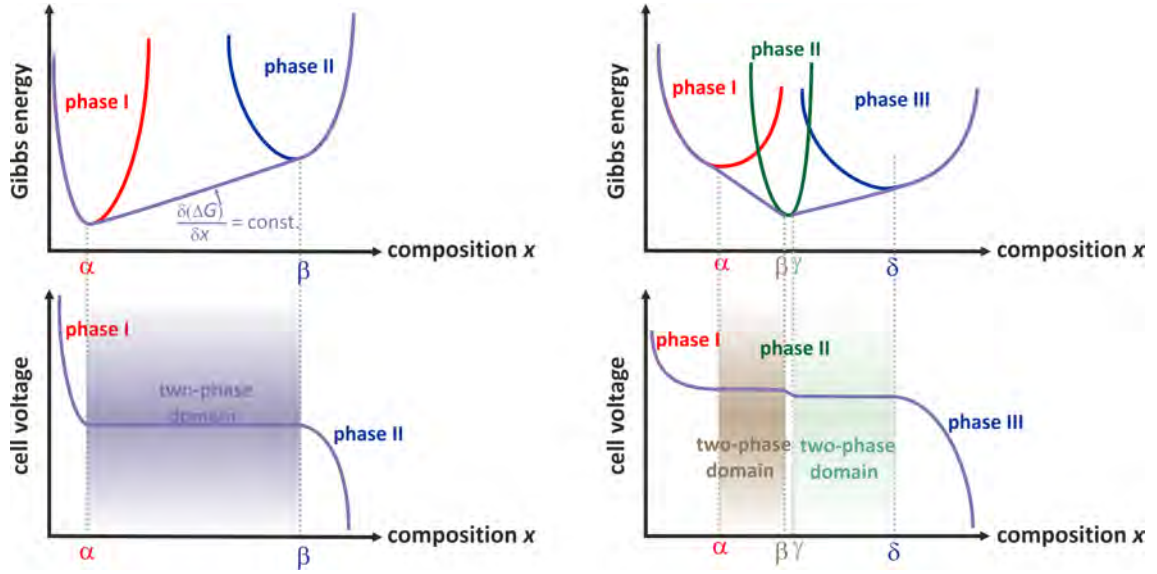 Gibbs energy
phase I
phase II
δ(ΔG)
δx
= const.
composition x
α
β
cell voltage
phase I
two-phase
domain
phase II
composition x
α
β
Gibbs energy
phase I
phase II
phase III
composition x
α
β
γ
δ
cell voltage
phase I
phase II
phase III
two-phase
domain
two-phase
domain
composition x
α
β
γ
δ